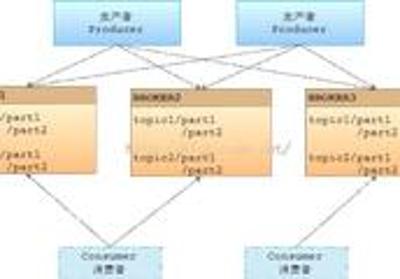 生产者
Producer
生产者
Producer
1
/part1
/part2
/part1
/part2
BROKER2
topic1/part1
/part2
topic2/part1
/part2
BROKER3
topic1/part1
/part2
topic2/part1
/part2
Consumer
消费者
Consumer
消费者